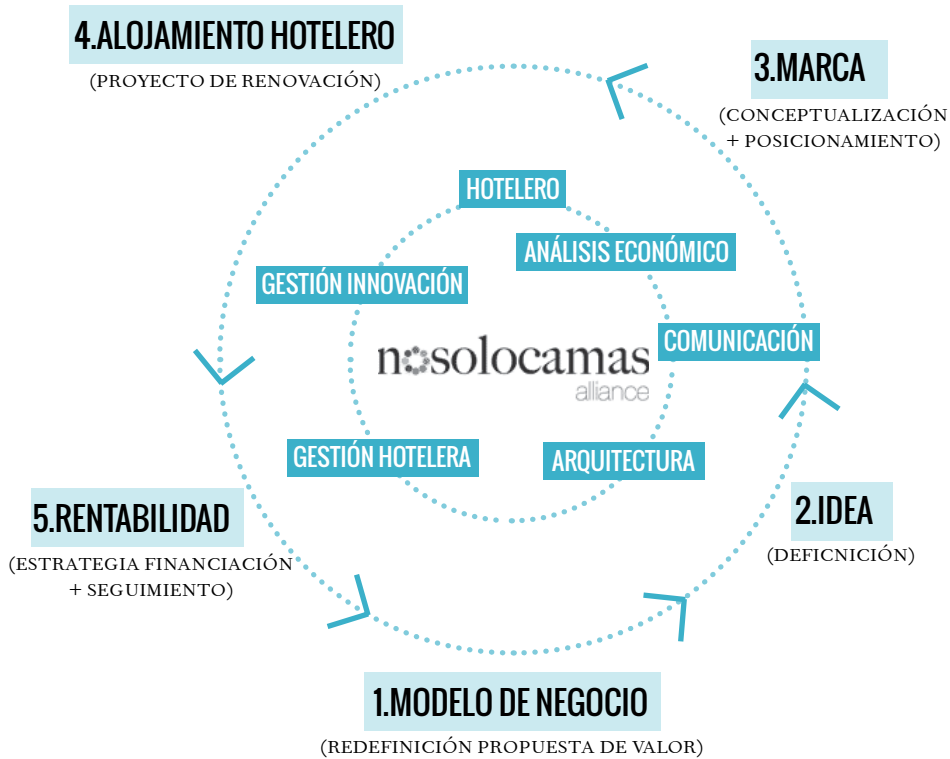 4.ALOJAMIENTO HOTELERO
(PROYECTO DE RENOVACIÓN)
3.MARCA
(CONCEPTUALIZACIÓN
+ POSICIONAMIENTO)
HOTELERO
ANÁLISIS ECONÓMICO
GESTIÓN INNOVACIÓN
COMUNICACIÓN
nosolocamas
alliance
GESTIÓN HOTELERA
ARQUITECTURA
5.RENTABILIDAD
(ESTRATEGIA FINANCIACIÓN
+ SEGUIMIENTO)
2.IDEA
(DEFICNICIÓN)
1.MODELO DE NEGOCIO
(REDEFINICIÓN PROPUESTA DE VALOR)